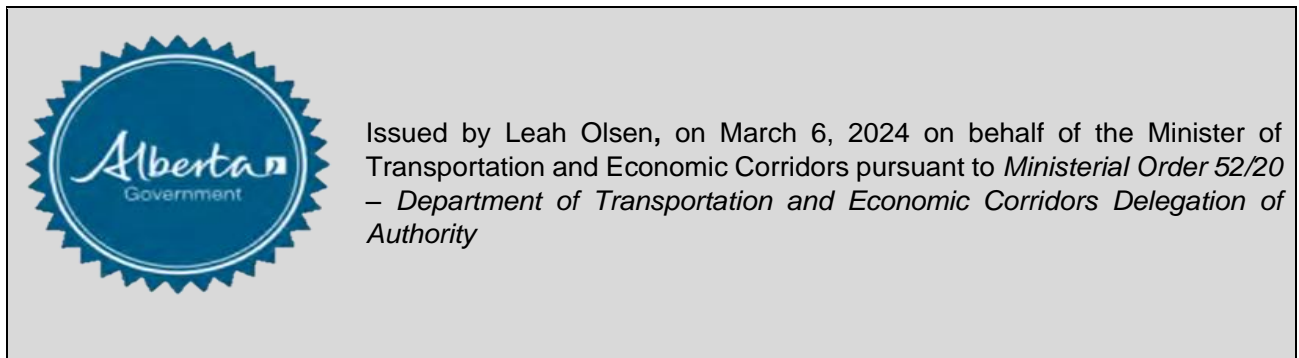 Alberta
Government
Issued by Leah Olsen, on March 6, 2024 on behalf of the Minister of
Transportation and Economic Corridors pursuant to Ministerial Order 52/20
– Department of Transportation and Economic Corridors Delegation of
Authority